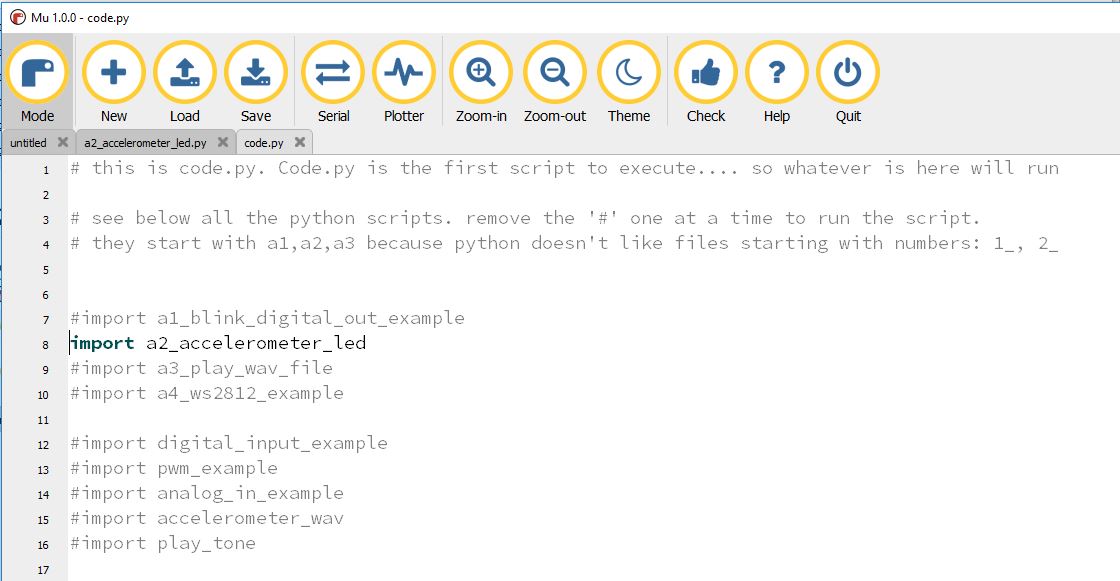 Mu 1.0.0 - code.py
Mode New Load Save Serial Plotter Zoom-in Zoom-out Theme Check Help Quit
untitled a2_accelerometer_led.py code.py
1 # this is code.py. Code.py is the first script to execute.... so whatever is here will run
2
3 # see below all the python scripts. remove the '#' one at a time to run the script.
4 # they start with a1,a2,a3 because python doesn't like files starting with numbers: 1_, 2_
5
6
7 #import a1_blink_digital_out_example
8 import a2_accelerometer_led
9 #import a3_play_wav_file
10 #import a4_ws2812_example
11
12 #import digital_input_example
13 #import pwm_example
14 #import analog_in_example
15 #import accelerometer_wav
16 #import play_tone
17